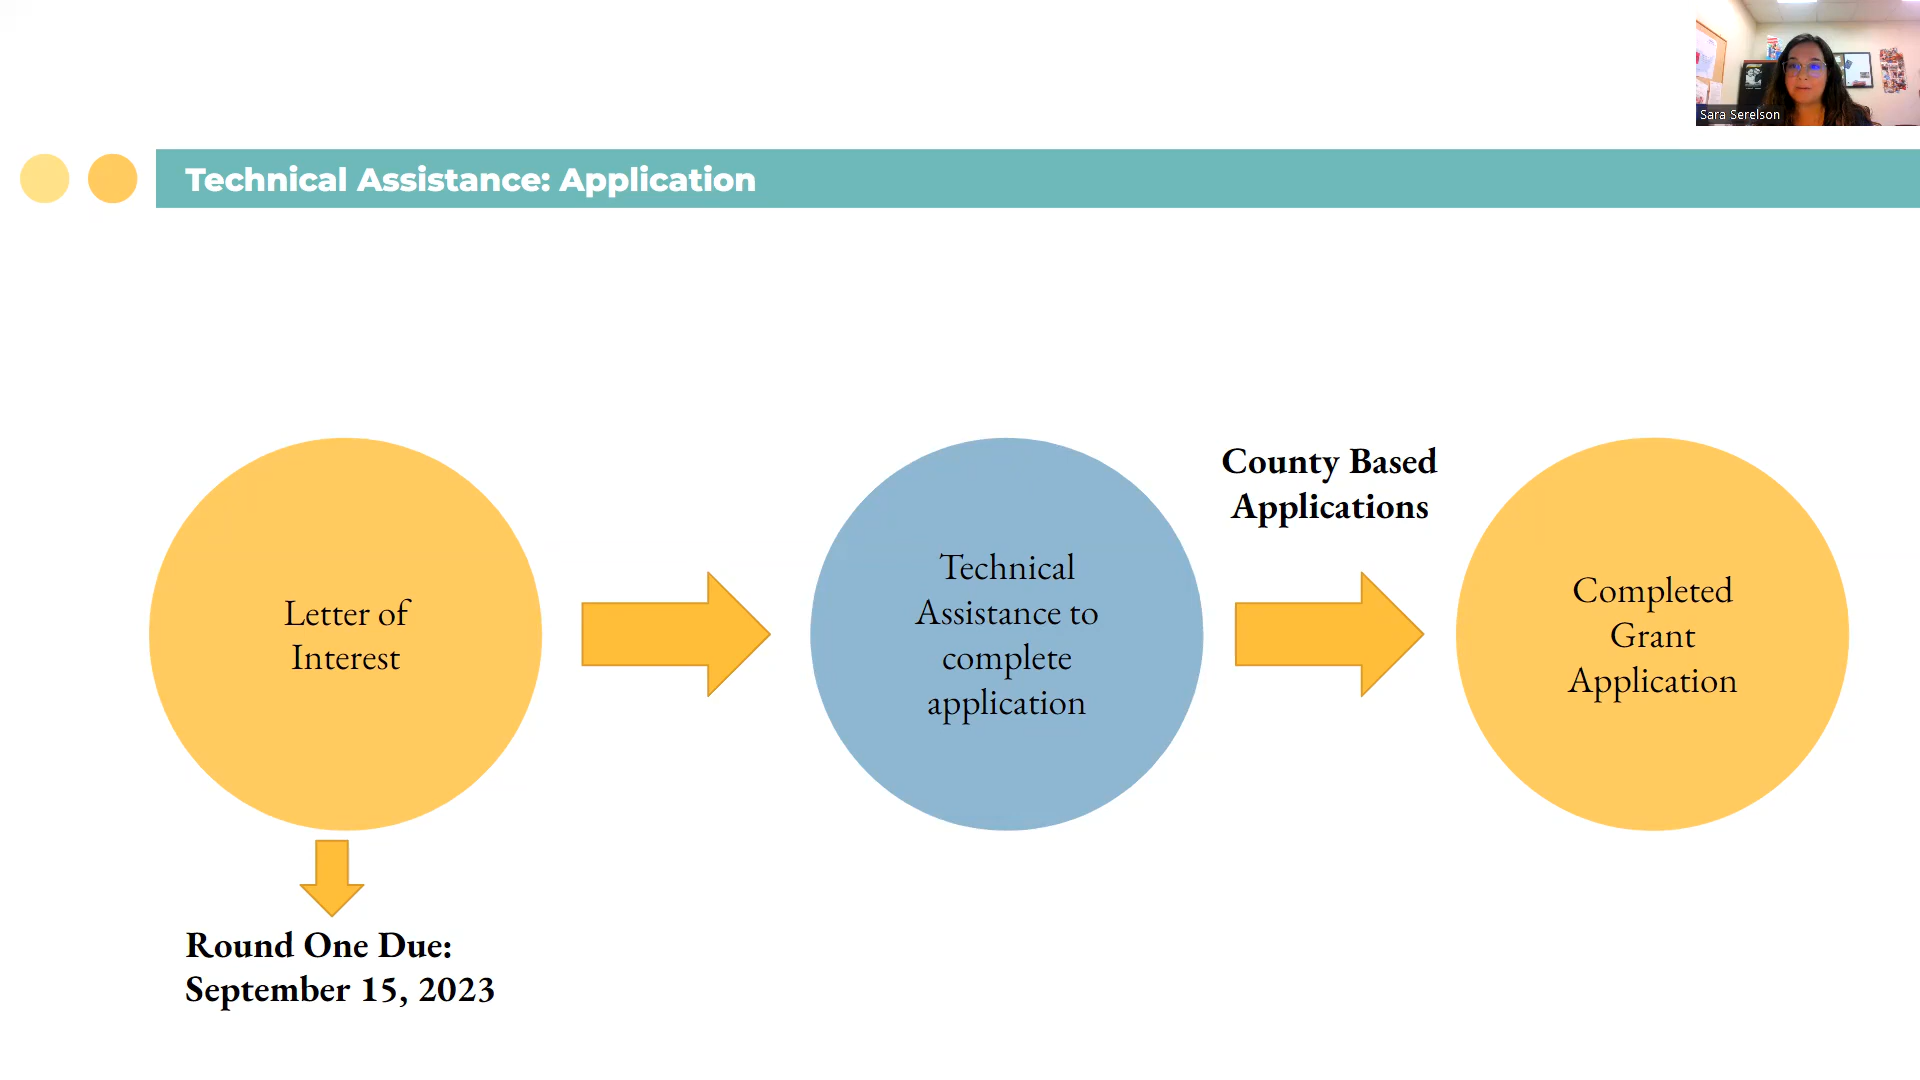 Sara Serelson
Technical Assistance: Application
Letter of
Interest
Technical
Assistance to
complete
application
County Based
Applications
Completed
Grant
Application
Round One Due:
September 15, 2023